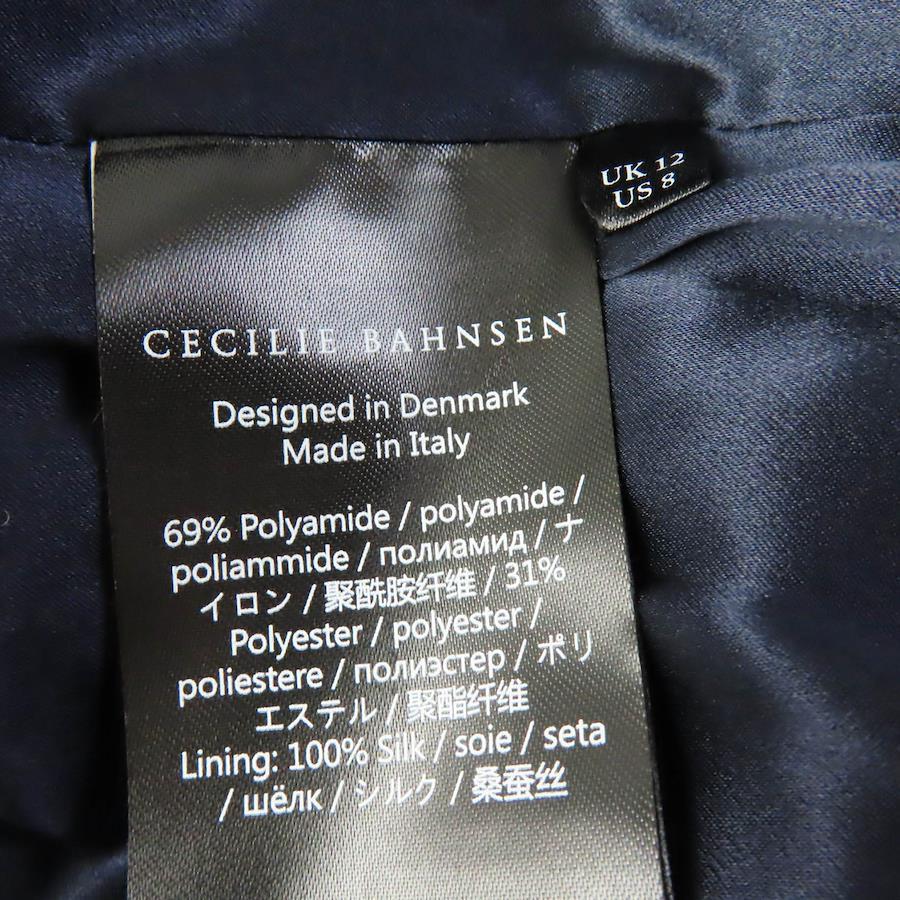 UK 12
US 8
CECILIE BAHNSEN
Designed in Denmark
Made in Italy
69% Polyamide / polyamide /
poliammide / полиамид / ナ
イロン / 聚酰胺纤维 / 31%
Polyester / polyester /
poliestere / полиэстер / ポリ
エステル / 聚酯纤维
Lining: 100% Silk / soie / seta
/ шёлк / シルク / 桑蚕丝